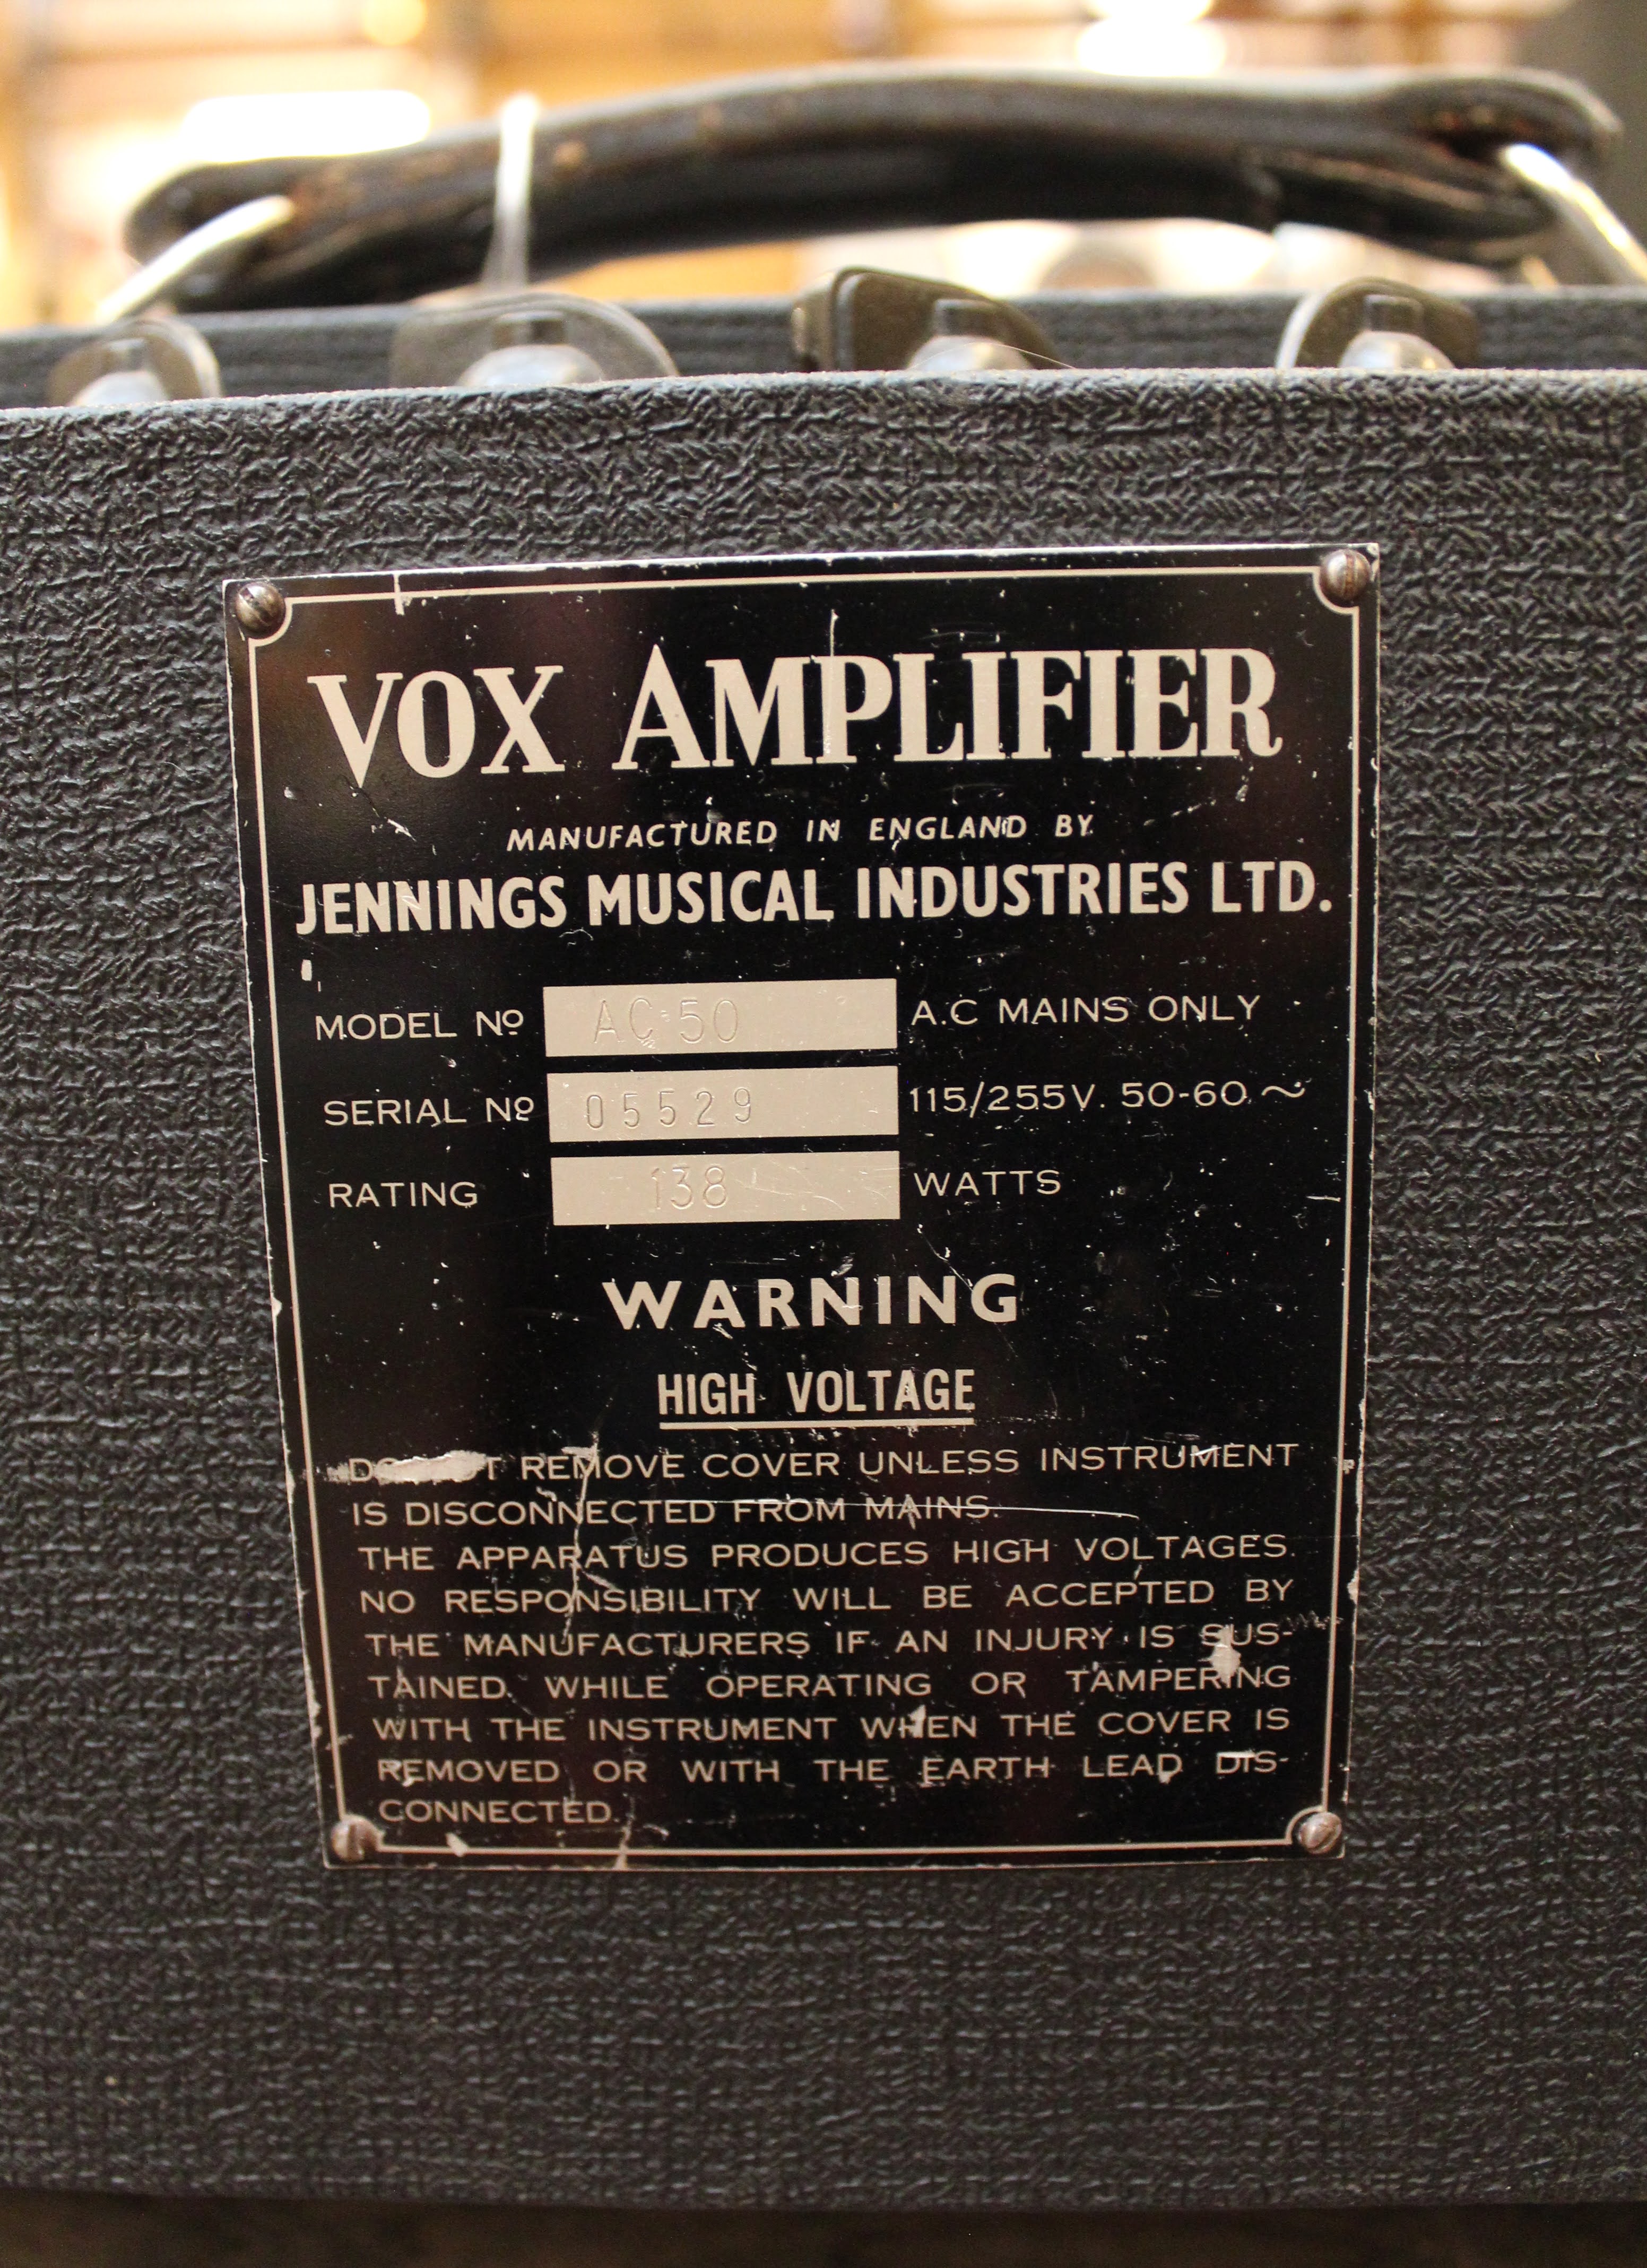 VOX AMPLIFIER
MANUFACTURED IN ENGLAND BY
JENNINGS MUSICAL INDUSTRIES LTD.
MODEL Nº AC 50 A.C MAINS ONLY
SERIAL Nº 05529 115/255V. 50-60 ~
RATING 138 WATTS
WARNING
HIGH VOLTAGE
REMOVE COVER UNLESS INSTRUMENT
IS DISCONNECTED FROM MAINS.
THE APPARATUS PRODUCES HIGH VOLTAGES.
NO RESPONSIBILITY WILL BE ACCEPTED BY
THE MANUFACTURERS IF AN INJURY IS SUS-
TAINED WHILE OPERATING OR TAMPERING
WITH THE INSTRUMENT WHEN THE COVER IS
REMOVED OR WITH THE EARTH LEAD DIS-
CONNECTED.